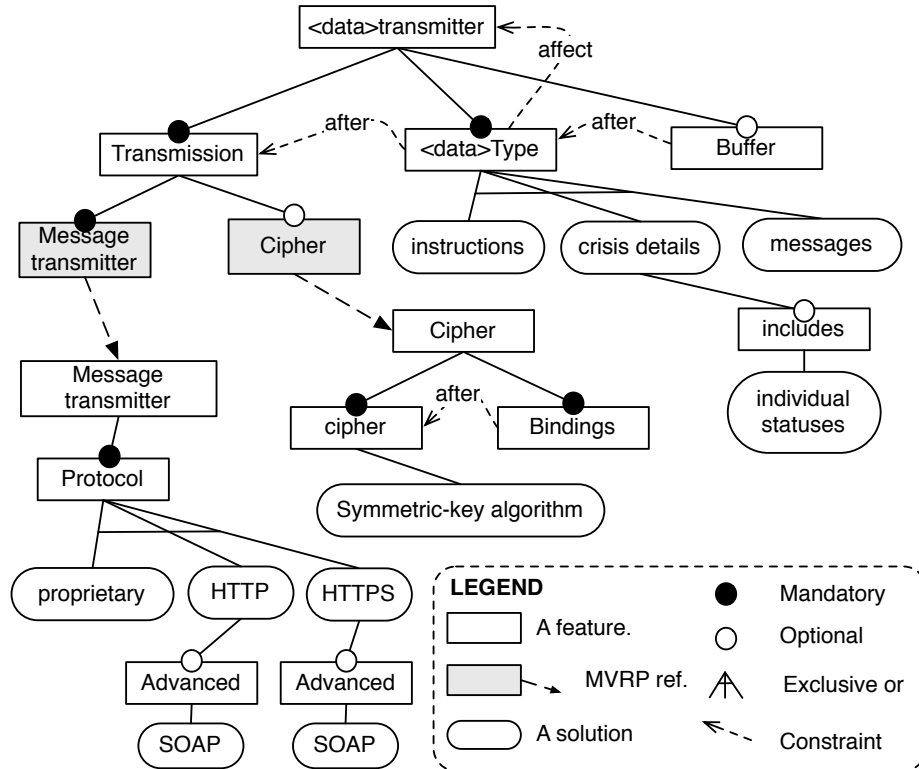 <data>transmitter
affect
Transmission
after
<data>Type
after
Buffer
Message
transmitter
Cipher
instructions
crisis details
messages
Cipher
includes
Message
transmitter
individual
statuses
cipher
after
Bindings
Protocol
Symmetric-key algorithm
proprietary
HTTP
HTTPS
Advanced
Advanced
SOAP
SOAP
LEGEND
A feature.
MVRP ref.
A solution
Mandatory
Optional
Exclusive or
Constraint